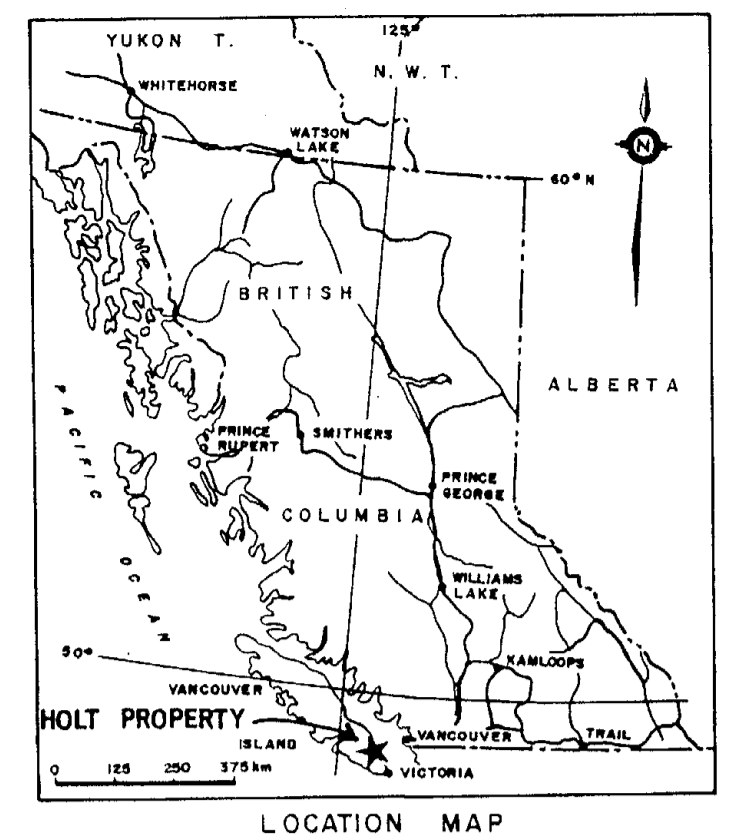 125°
YUKON T.
N. W. T.
WHITEHORSE
WATSON
LAKE
N
60° N
BRITISH
ALBERTA
PACIFIC
OCEAN
PRINCE
RUPERT
SMITHERS
PRINCE
GEORGE
COLUMBIA
WILLIAMS
LAKE
50°
KAMLOOPS
VANCOUVER
ISLAND
HOLT PROPERTY
VANCOUVER
TRAIL
VICTORIA
0 125 250 375 km
LOCATION MAP